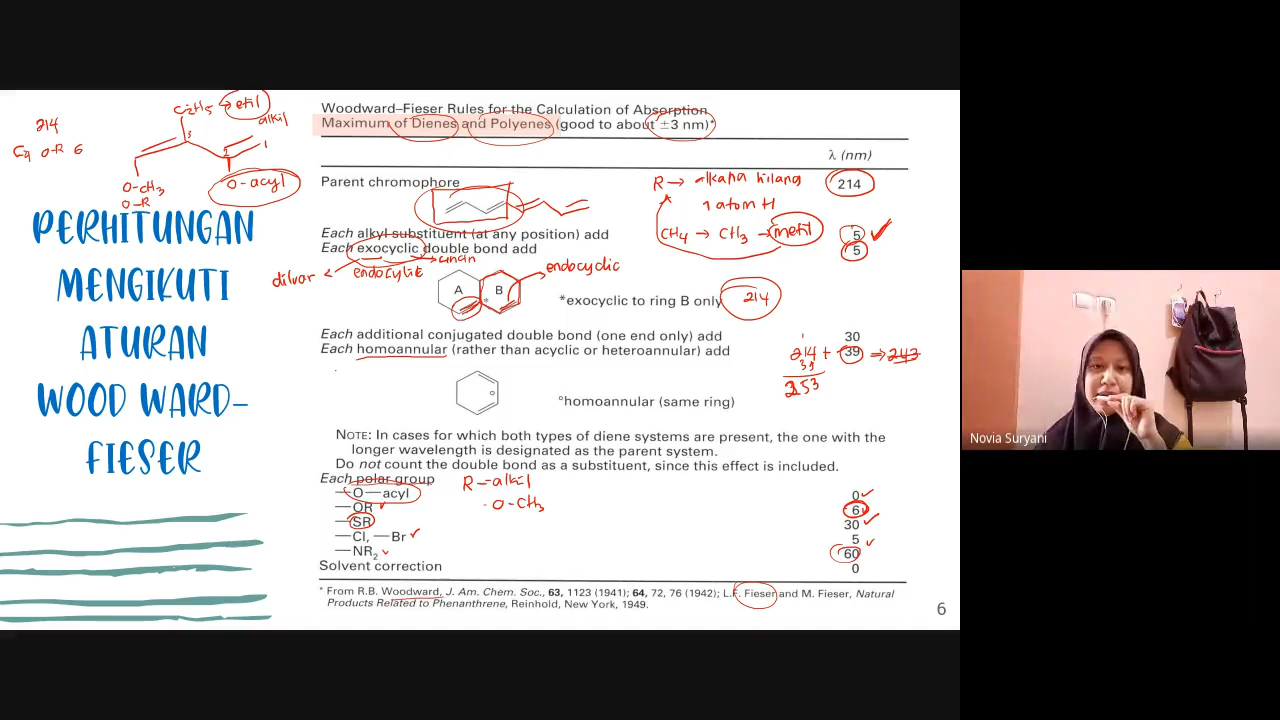 C2H5 → etil
214
alkil
3
1
C4 O-R 6
2
O-CH3
O-R
O-acyl
PERHITUNGAN
MENGIKUTI
ATURAN
WOOD WARD-
FIESER
Woodward–Fieser Rules for the Calculation of Absorption
Maximum of Dienes and Polyenes (good to about ±3 nm)*
λ (nm)
Parent chromophore
214
R → alkana hilang
1 atom H
CH4 → CH3 → metil
Each alkyl substituent (at any position) add
5
Each exocyclic double bond add
5
diluar
endocyclic
cincin
endocyclic
A
B
*
*exocyclic to ring B only
214
Each additional conjugated double bond (one end only) add
30
Each homoannular (rather than acyclic or heteroannular) add
39
214 +
39
253
⇒ 243
°
°homoannular (same ring)
NOTE: In cases for which both types of diene systems are present, the one with the
longer wavelength is designated as the parent system.
Do not count the double bond as a substituent, since this effect is included.
Each polar group
R-alkil
—O—acyl
0
O-CH3
—OR
6
—SR
30
—Cl, —Br
5
—NR2
60
Solvent correction
0
* From R.B. Woodward, J. Am. Chem. Soc., 63, 1123 (1941); 64, 72, 76 (1942); L.F. Fieser and M. Fieser, Natural
Products Related to Phenanthrene, Reinhold, New York, 1949.
6
Novia Suryani